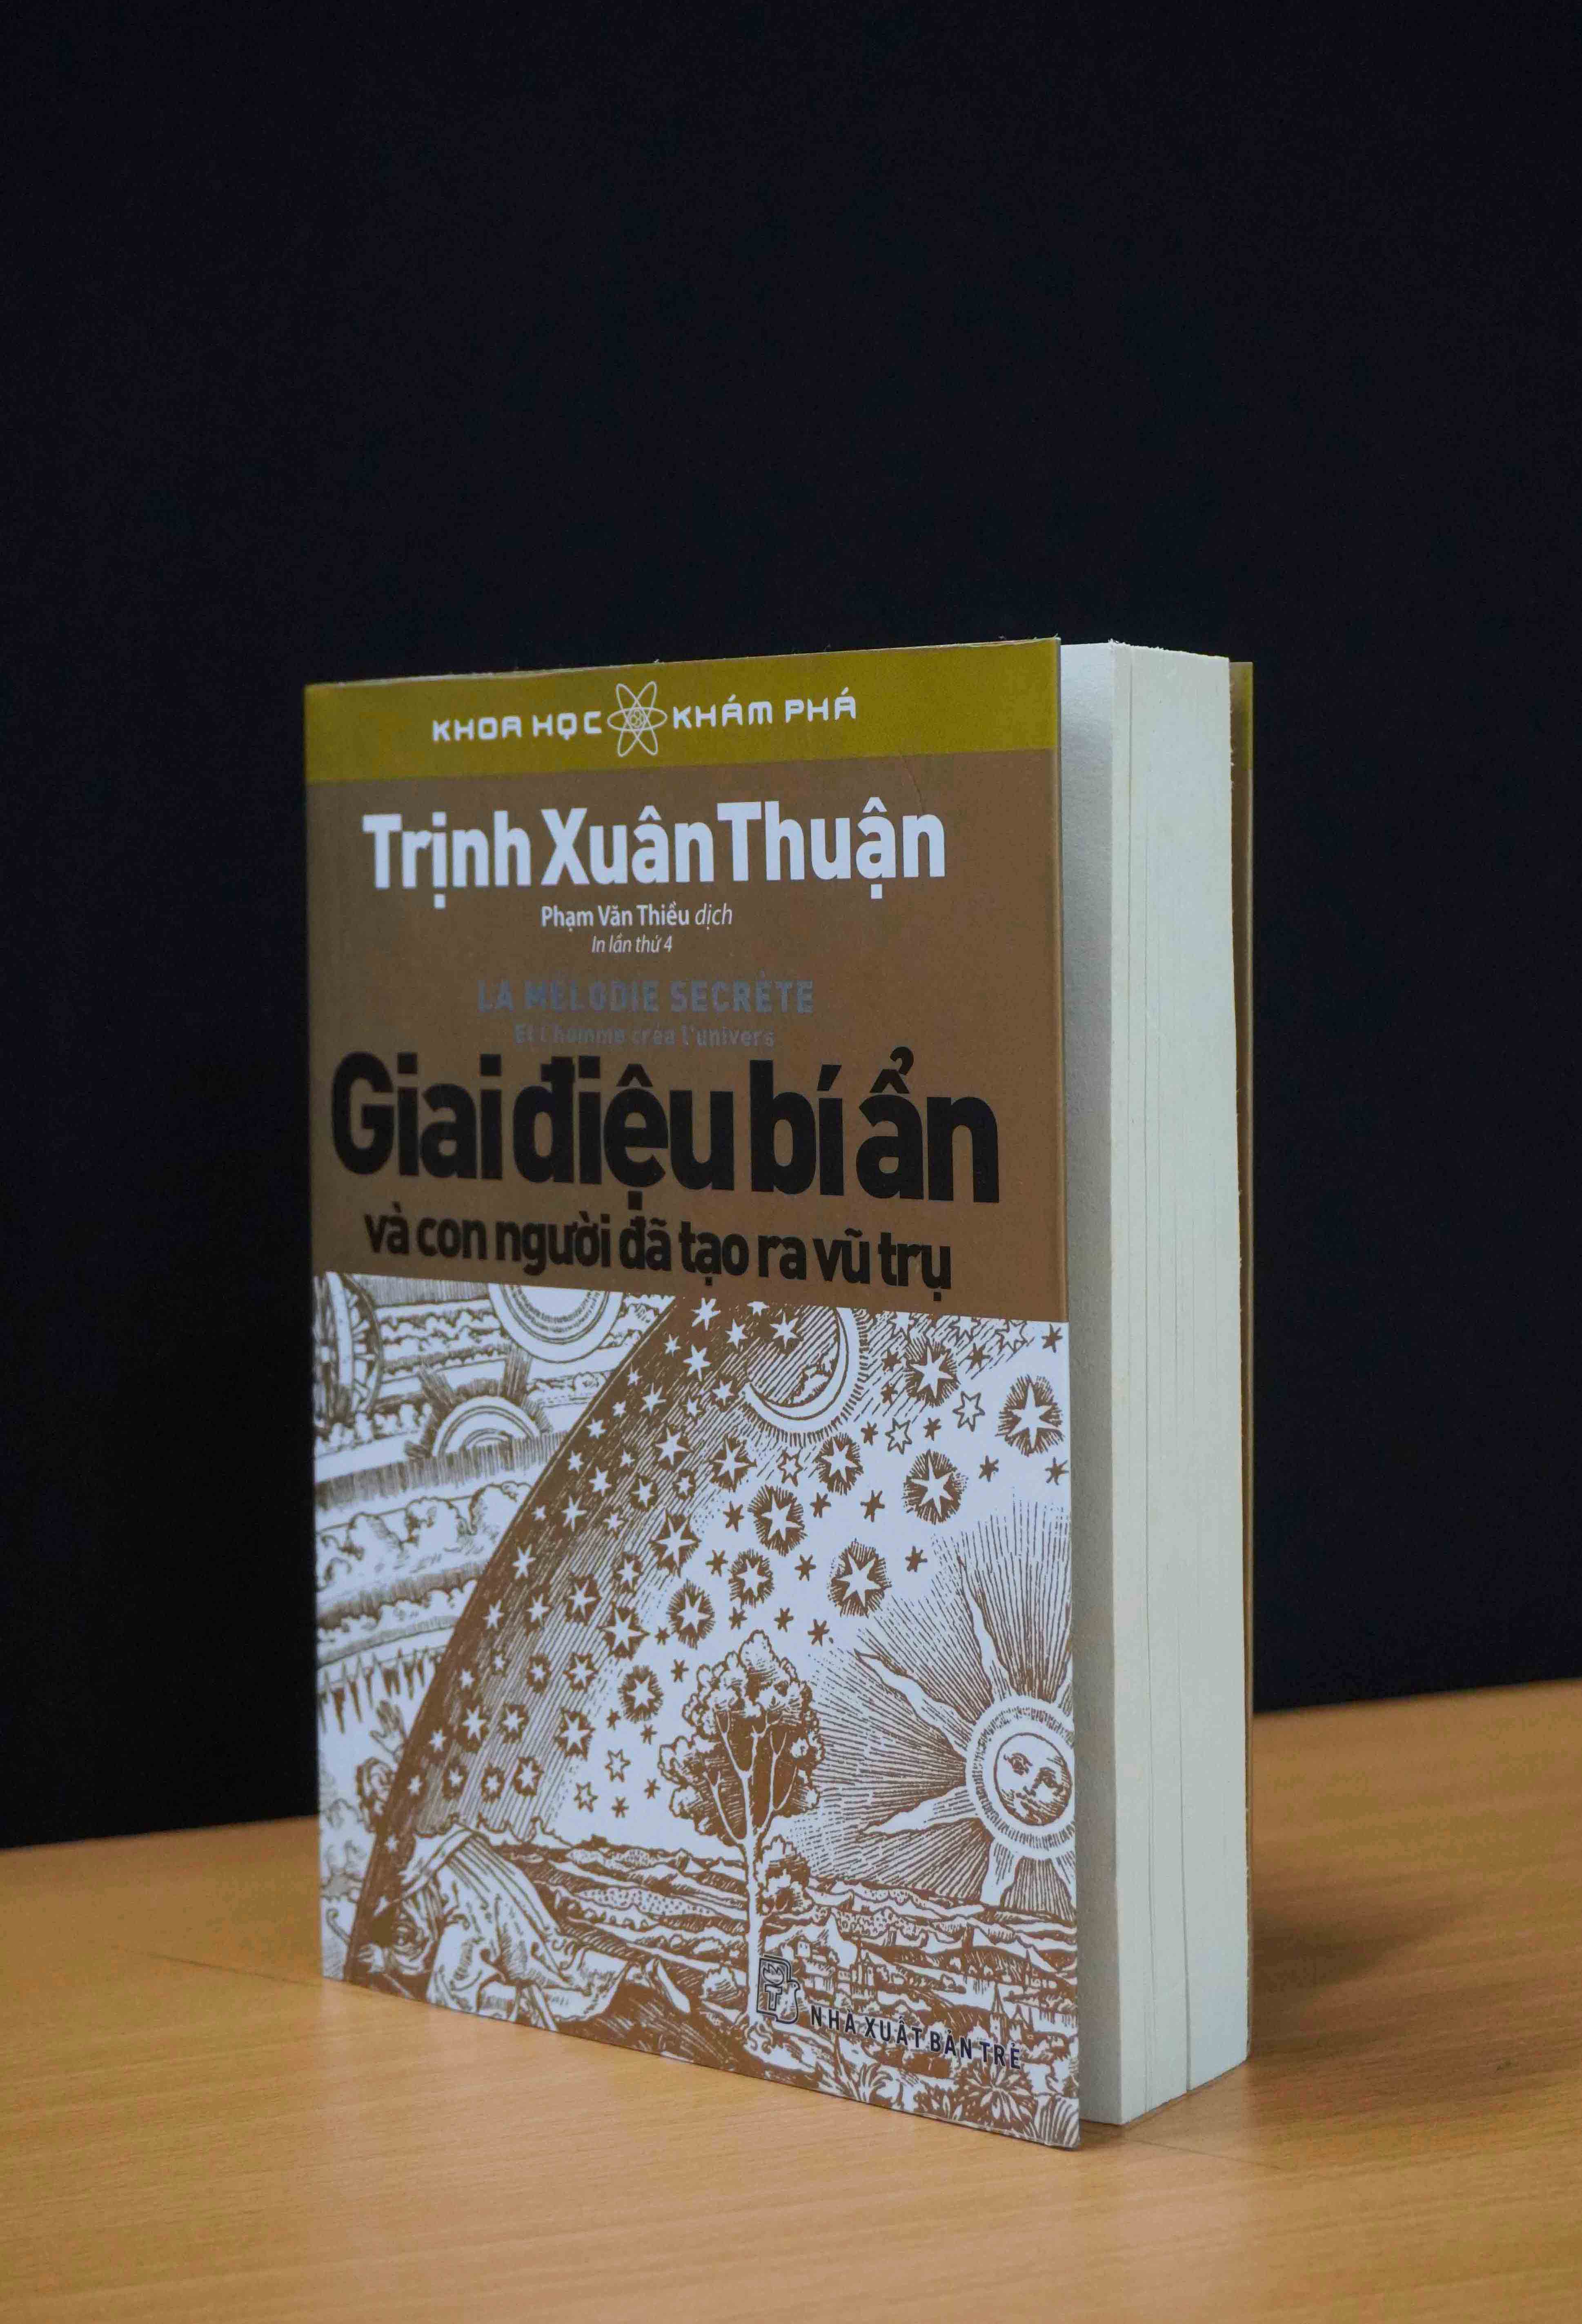 KHOA HỌC KHÁM PHÁ
Trịnh Xuân Thuận
Phạm Văn Thiều dịch
In lần thứ 4
LA MÉLODIE SECRÈTE
Et l'homme créa l'univers
Giai điệu bí ẩn
và con người đã tạo ra vũ trụ
NHÀ XUẤT BẢN TRẺ